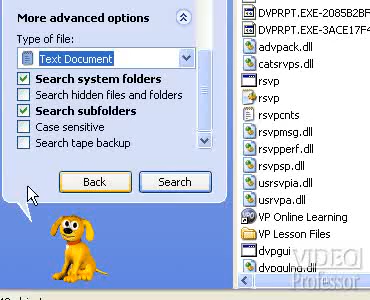 More advanced options
Type of file:
Text Document
Search system folders
Search hidden files and folders
Search subfolders
Case sensitive
Search tape backup
Back
Search
DVPRPT.EXE-2085B2BF
DVPRPT.EXE-3ACE17F4
advpack.dll
catsrvps.dll
rsvp
rsvp
rsvpcnts
rsvpmsg.dll
rsvpperf.dll
rsvpsp.dll
usrsvpia.dll
usrvpa.dll
VP Online Learning
VP Lesson Files
dvpgui
VIDEO
Professor